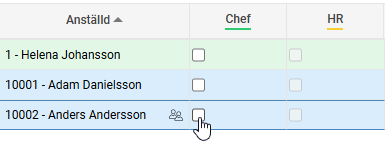 Anställd Chef HR
1 - Helena Johansson
10001 - Adam Danielsson
10002 - Anders Andersson